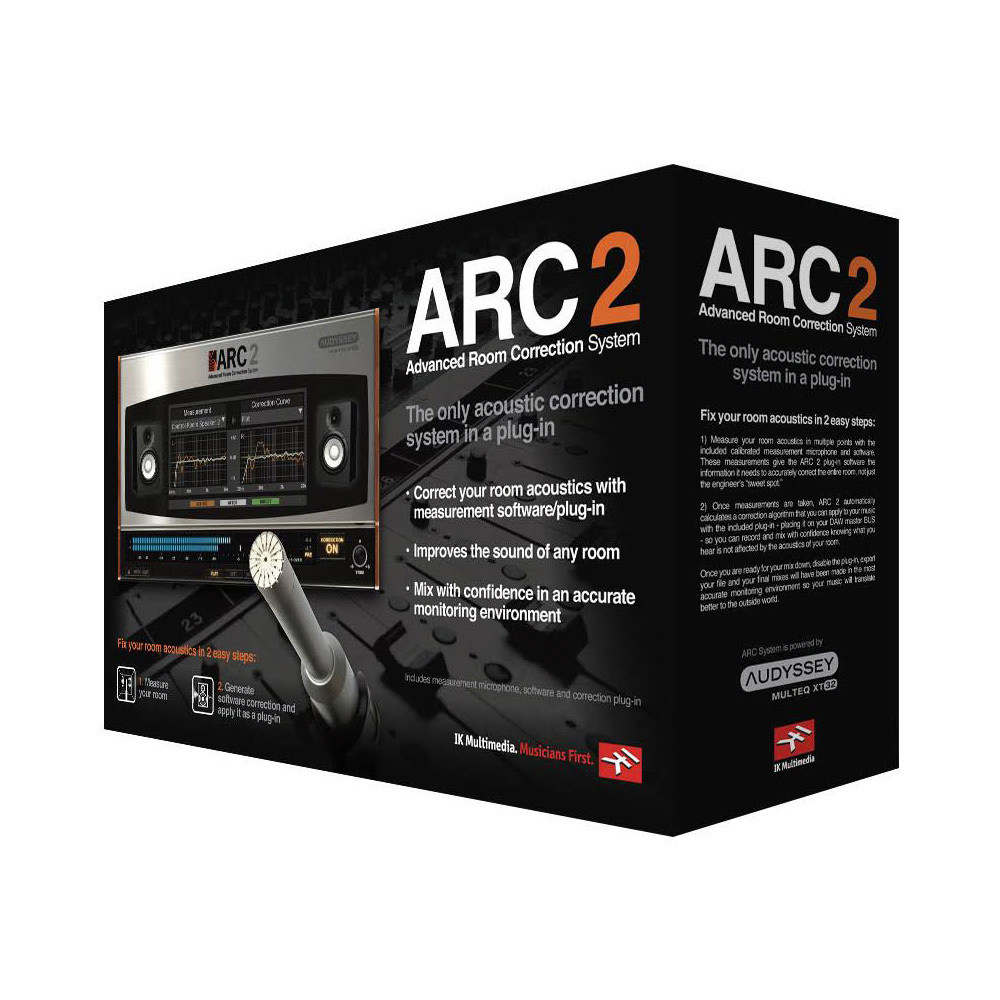 ARC 2
Advanced Room Correction System
The only acoustic correction
system in a plug-in
• Correct your room acoustics with
measurement software/plug-in
• Improves the sound of any room
• Mix with confidence in an accurate
monitoring environment
Includes measurement microphone, software and correction plug-in
IK Multimedia. Musicians First.
AUDYSSEY
ARC 2
Advanced Room Correction System
Measurement
Correction Curve
Control Room Speaker 2
Flat
CORRECTION
ON
TRIM
23
Fix your room acoustics in 2 easy steps:
1. Measure
your room
2. Generate
software correction and
apply it as a plug-in
ARC 2
Advanced Room Correction System
The only acoustic correction
system in a plug-in
Fix your room acoustics in 2 easy steps:
1) Measure your room acoustics in multiple points with the
included calibrated measurement microphone and software.
These measurements give the ARC 2 plug-in software the
information it needs to accurately correct the entire room, not just
the engineer's "sweet spot."
2) Once measurements are taken, ARC 2 automatically
calculates a correction algorithm that you can apply to your music
with the included plug-in - placing it on your DAW master BUS
- so you can record and mix with confidence knowing what you
hear is not affected by the acoustics of your room.
Once you are ready for your mix down, disable the plug-in, export
your file and your final mixes will have been made in the most
accurate monitoring environment so your music will translate
better to the outside world.
ARC System is powered by
AUDYSSEY
MULTEQ XT32
IK Multimedia